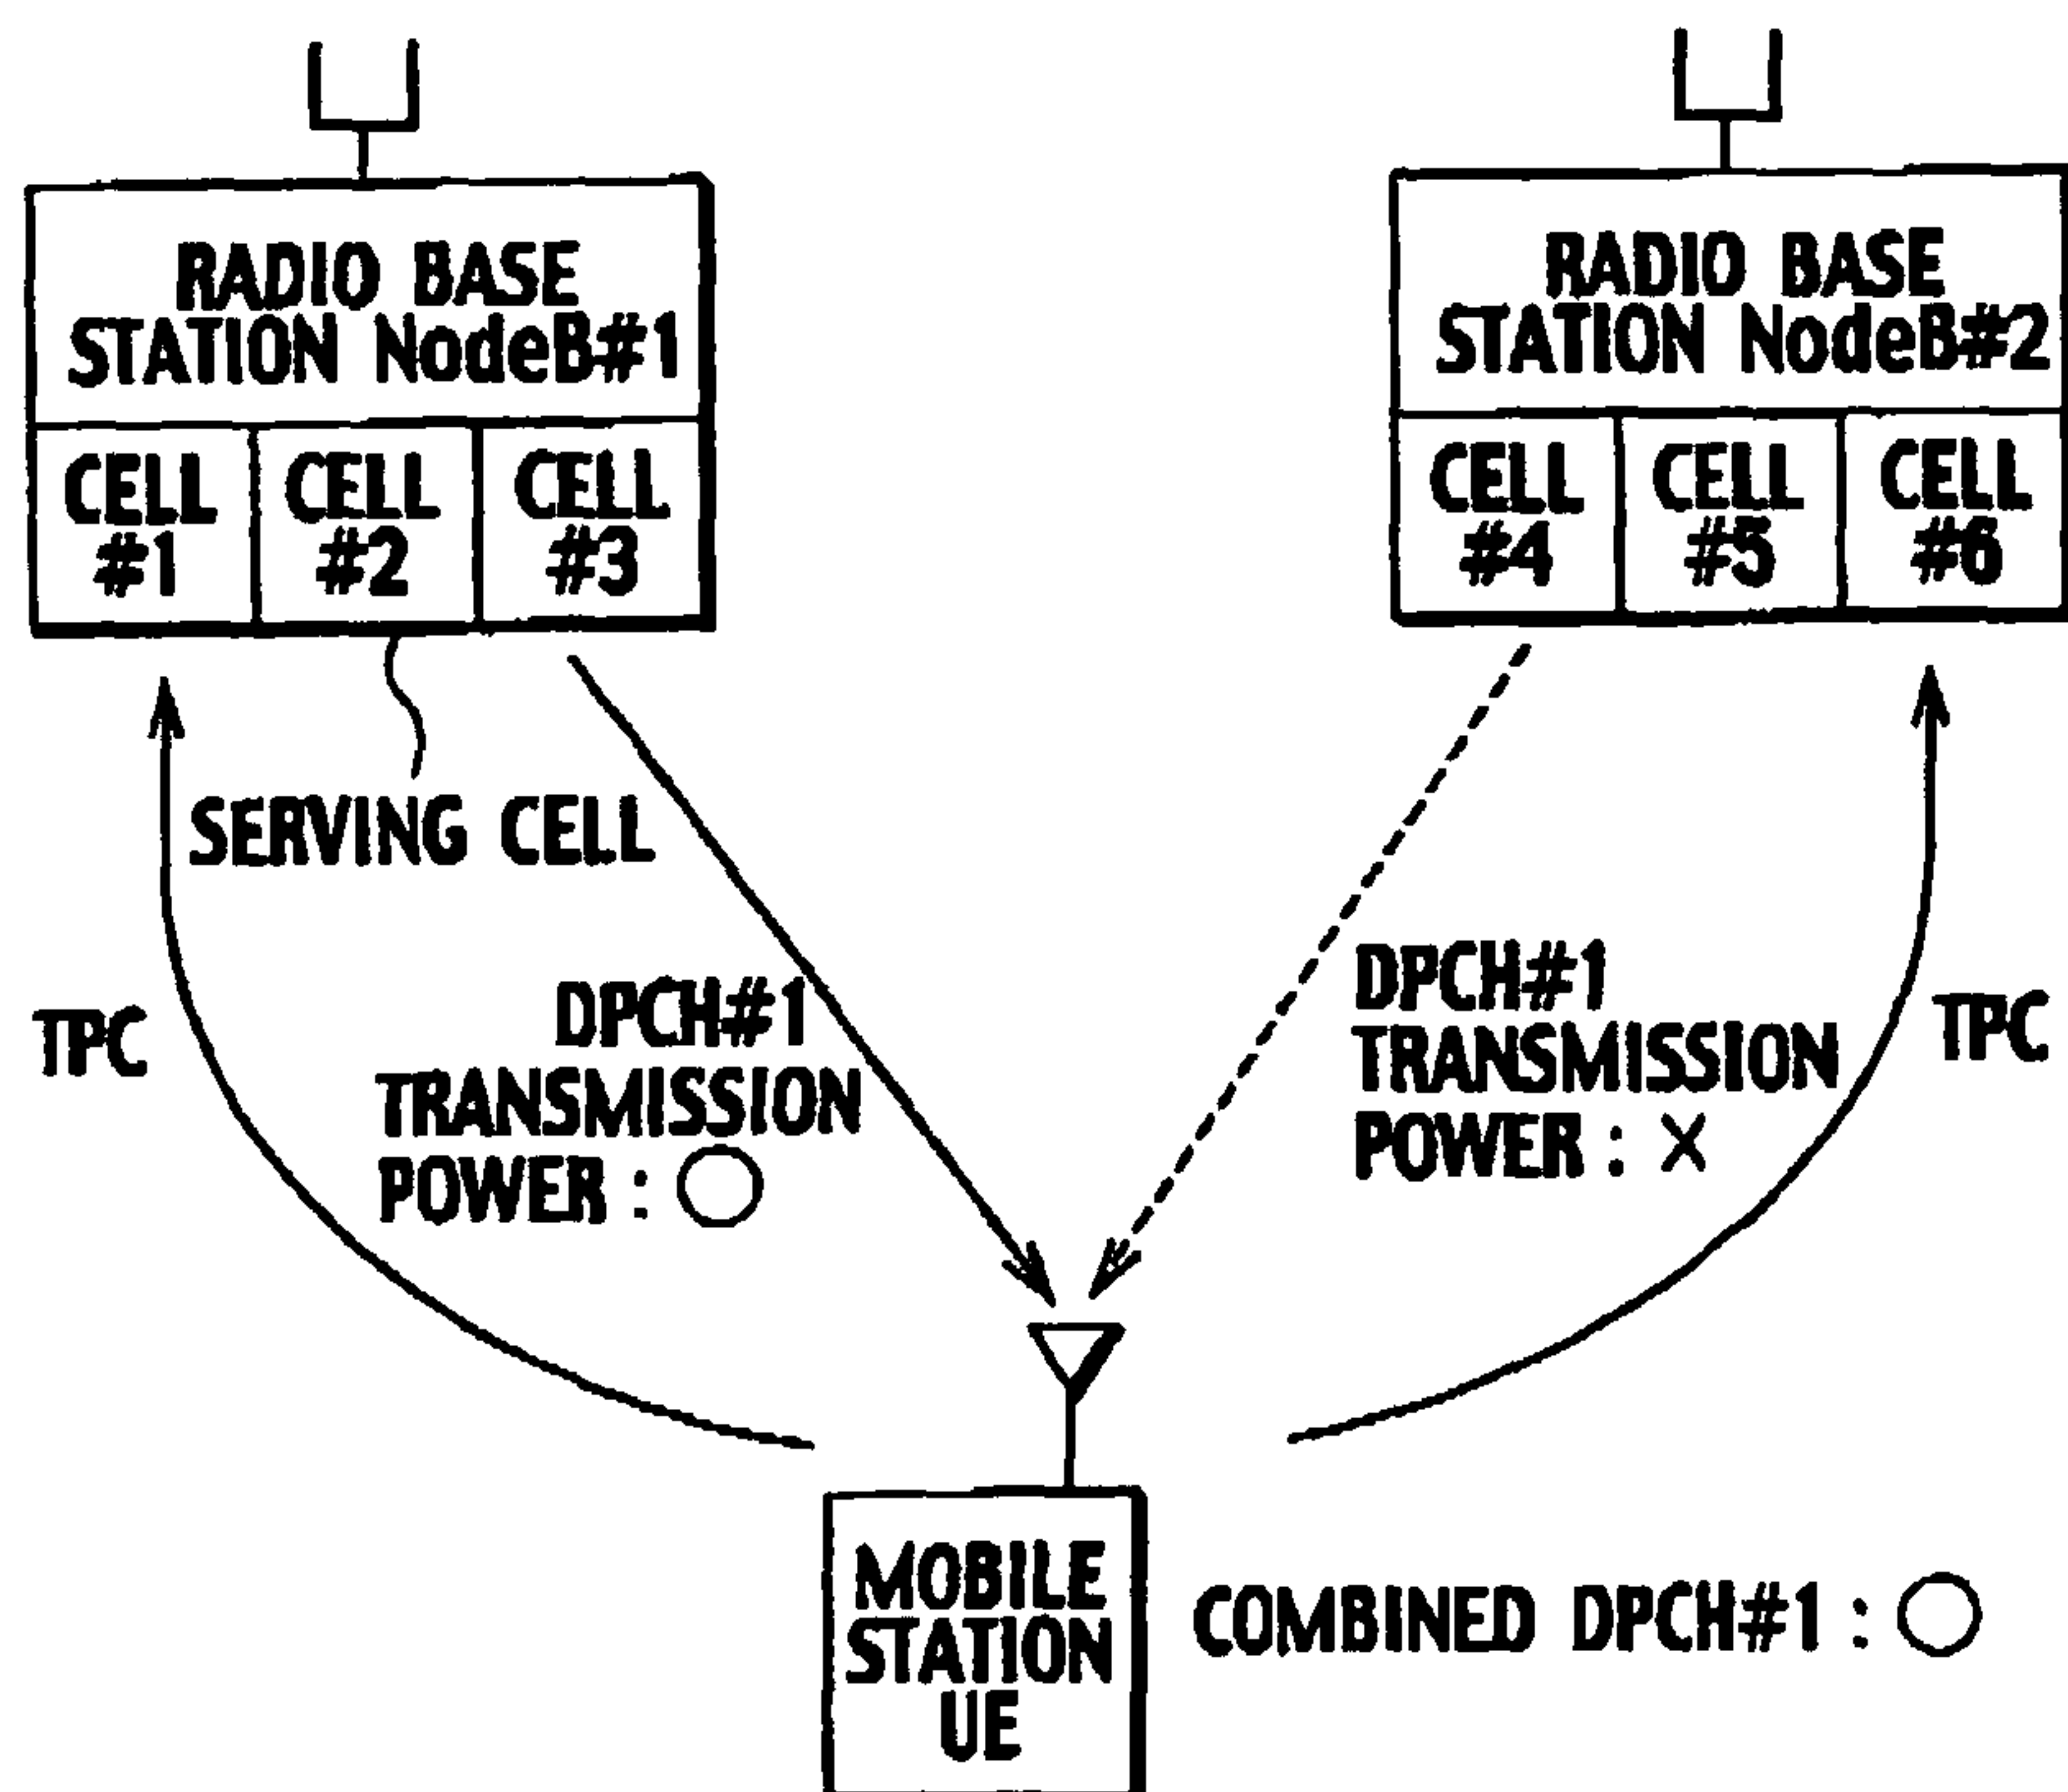 RADIO BASE
STATION NodeB#1
CELL
#1
CELL
#2
CELL
#3
RADIO BASE
STATION NodeB#2
CELL
#4
CELL
#5
CELL
#6
SERVING CELL
TPC
DPCH#1
TRANSMISSION
POWER : ○
DPCH#1
TRANSMISSION
POWER : ×
TPC
MOBILE
STATION
UE
COMBINED DPCH#1 : ○